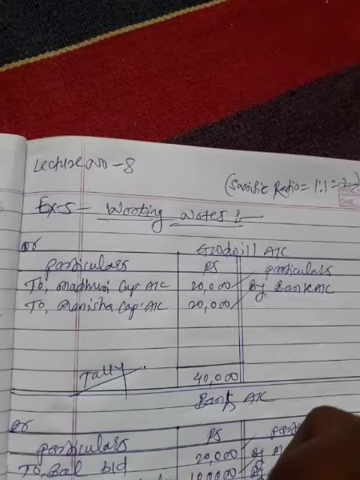 Lecture No - 8
(Sacrific Ratio = 1:1 = 2)
Ex-5 - Working Notes :-
Goodwill A/C
Dr
particulars RS particulars
To, Madhuri Cap. A/C 20,000 By Bank A/C
To, Manisha Cap. A/C 20,000
Tally 40,000
Bank A/C
Dr
particulars RS
To Bal b/d 20,000 By